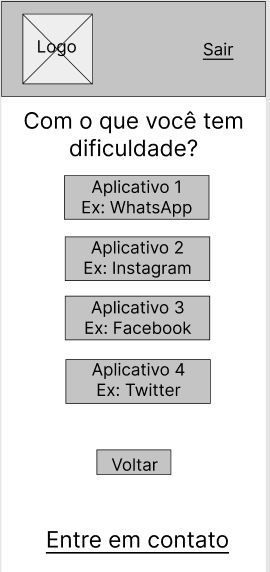 Logo
Sair
Com o que você tem
dificuldade?
Aplicativo 1
Ex: WhatsApp
Aplicativo 2
Ex: Instagram
Aplicativo 3
Ex: Facebook
Aplicativo 4
Ex: Twitter
Voltar
Entre em contato